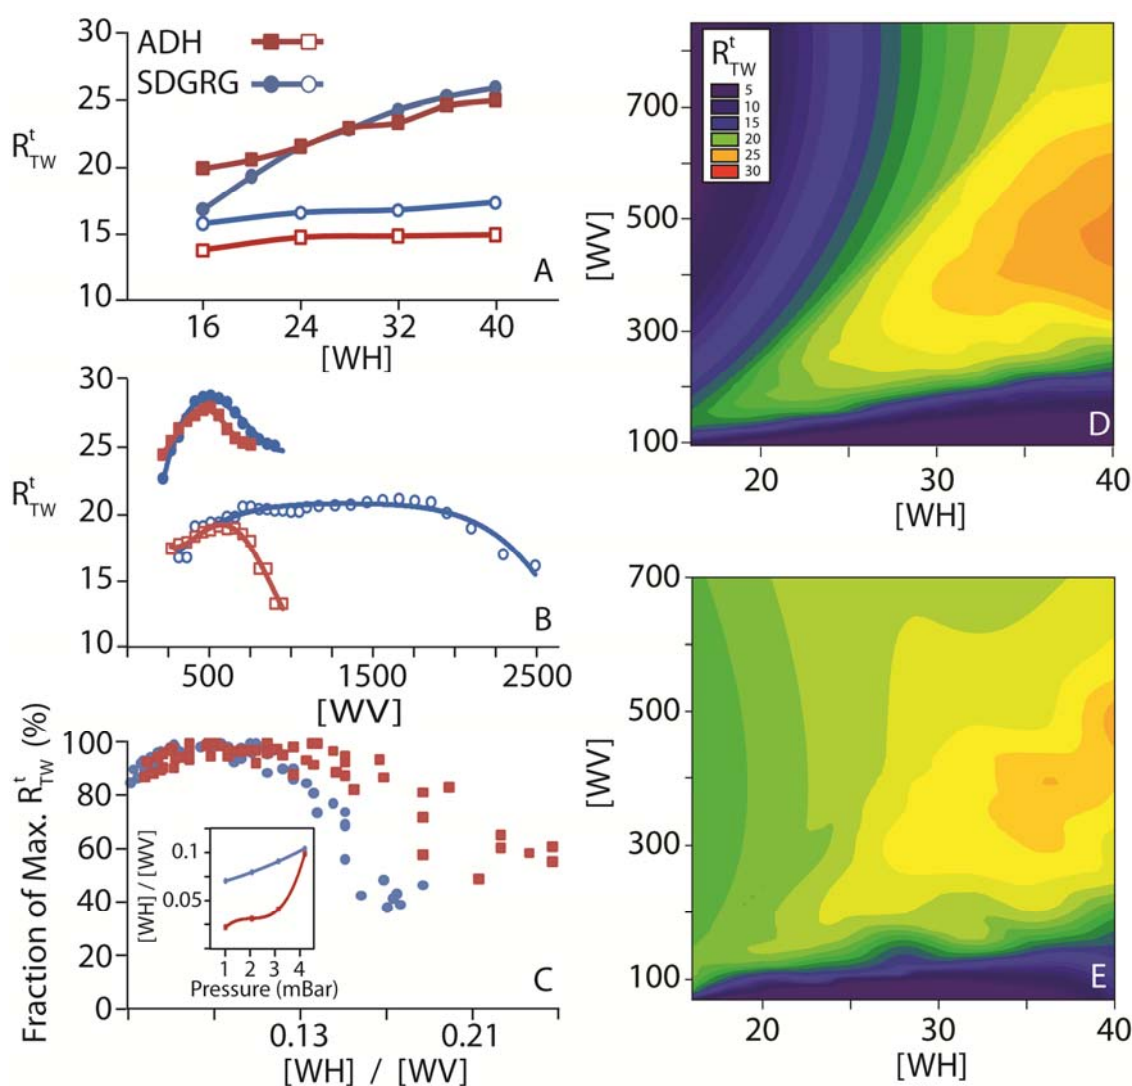 30
25
R^t_TW
20
15
10
ADH
SDGRG
A
16
24
32
40
[WH]
30
25
R^t_TW
20
15
10
B
500
1500
2500
[WV]
Fraction of Max. R^t_TW (%)
100
80
60
40
20
0
[WH] / [WV]
0.1
0.05
1
2
3
4
Pressure (mBar)
C
0.13
0.21
[WH] / [WV]
R^t_TW
5
10
15
20
25
30
[WV]
700
500
300
100
D
20
30
40
[WH]
[WV]
700
500
300
100
E
20
30
40
[WH]